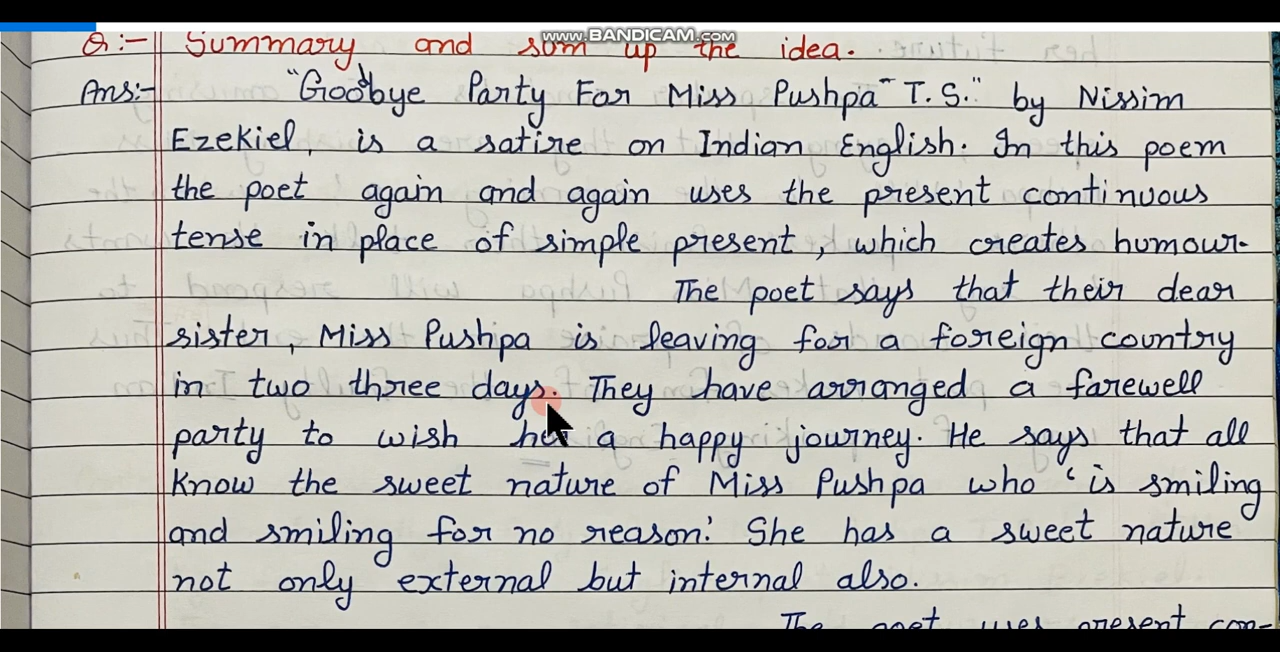 WWW.BANDICAM.COM
Q:- Summary and sum up the idea.
Ans:- "Goodbye Party For Miss Pushpa T.S." by Nissim
Ezekiel, is a satire on Indian English. In this poem
the poet again and again uses the present continuous
tense in place of simple present, which creates humour.
The poet says that their dear
sister, Miss Pushpa is leaving for a foreign country
in two three days. They have arranged a farewell
party to wish her a happy journey. He says that all
know the sweet nature of Miss Pushpa who 'is smiling
and smiling for no reason.' She has a sweet nature
not only external but internal also.
The poet uses present con-